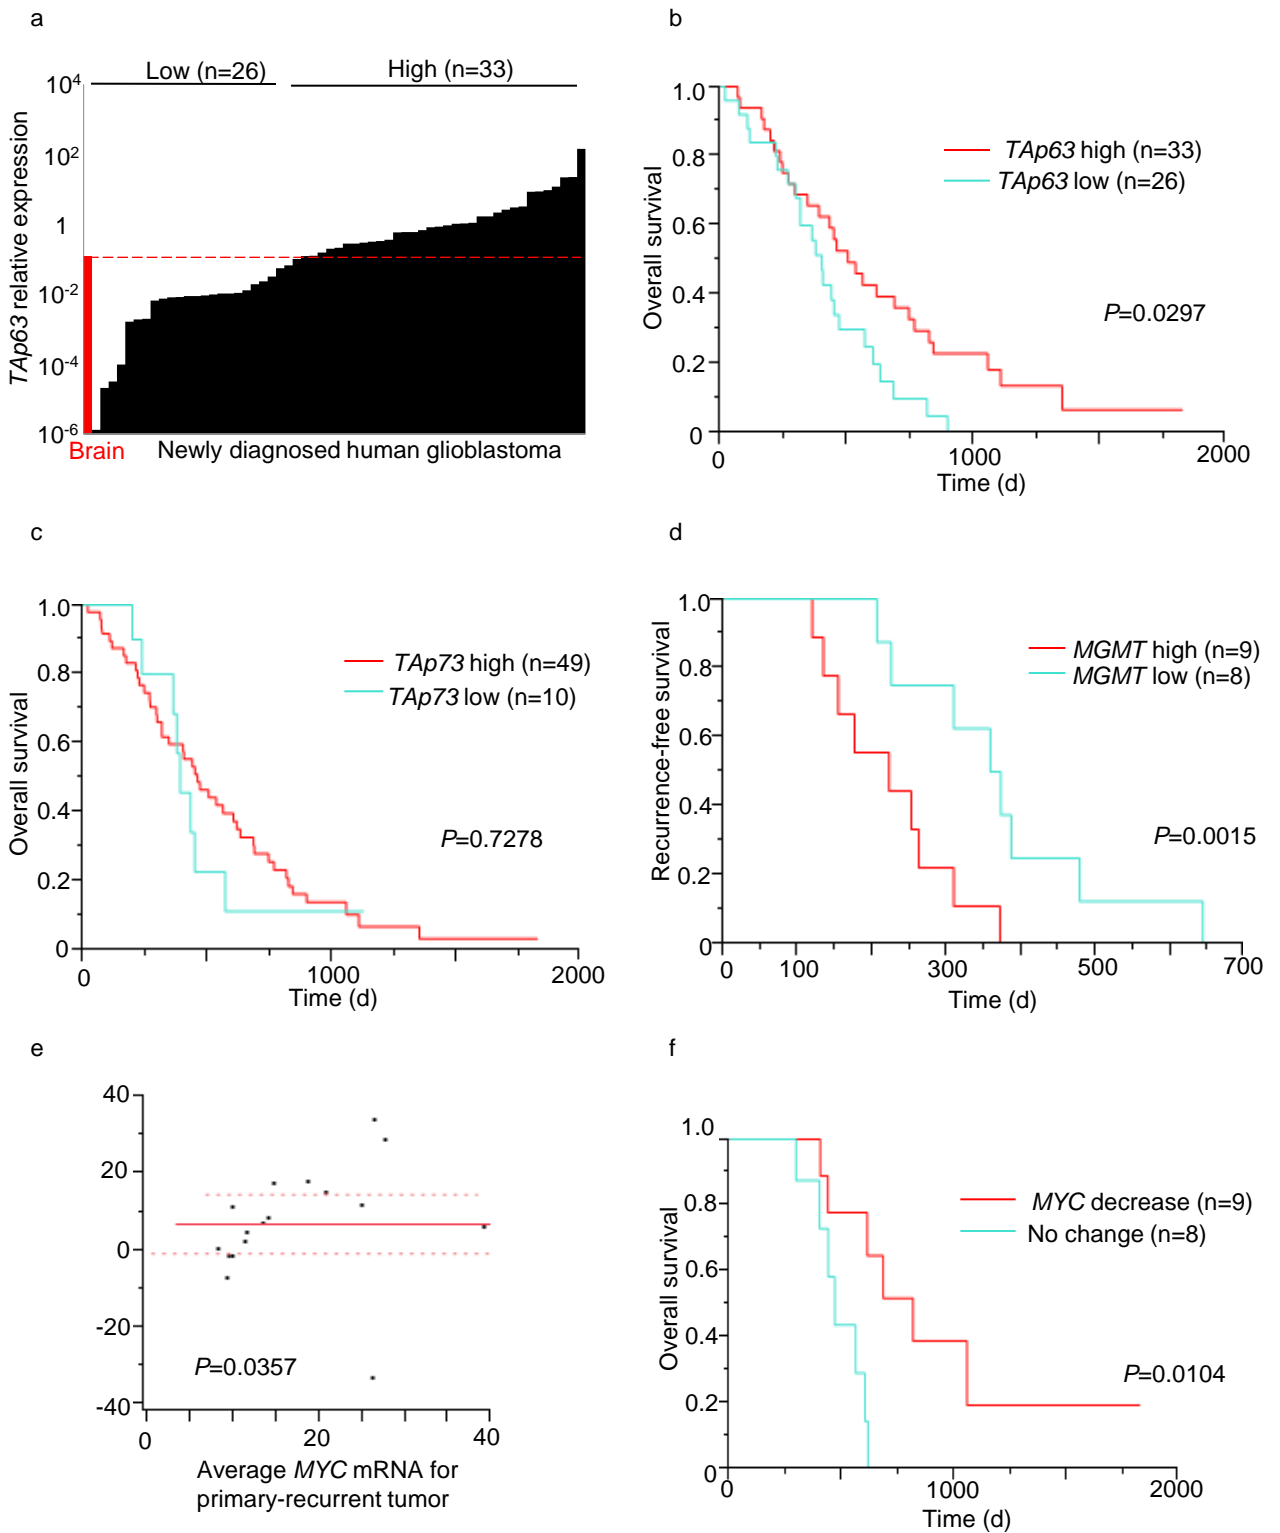 a
Low (n=26)
High (n=33)
TAp63 relative expression
10^4
10^2
1
10^-2
10^-4
10^-6
Brain
Newly diagnosed human glioblastoma
b
Overall survival
1.0
0.8
0.6
0.4
0.2
0
TAp63 high (n=33)
TAp63 low (n=26)
P=0.0297
0 1000 2000
Time (d)
c
Overall survival
1.0
0.8
0.6
0.4
0.2
0
TAp73 high (n=49)
TAp73 low (n=10)
P=0.7278
0 1000 2000
Time (d)
d
Recurrence-free survival
1.0
0.8
0.6
0.4
0.2
0
MGMT high (n=9)
MGMT low (n=8)
P=0.0015
0 100 300 500 700
Time (d)
e
40
20
0
-20
-40
P=0.0357
0 20 40
Average MYC mRNA for
primary-recurrent tumor
f
Overall survival
1.0
0.8
0.6
0.4
0.2
0
MYC decrease (n=9)
No change (n=8)
P=0.0104
0 1000 2000
Time (d)